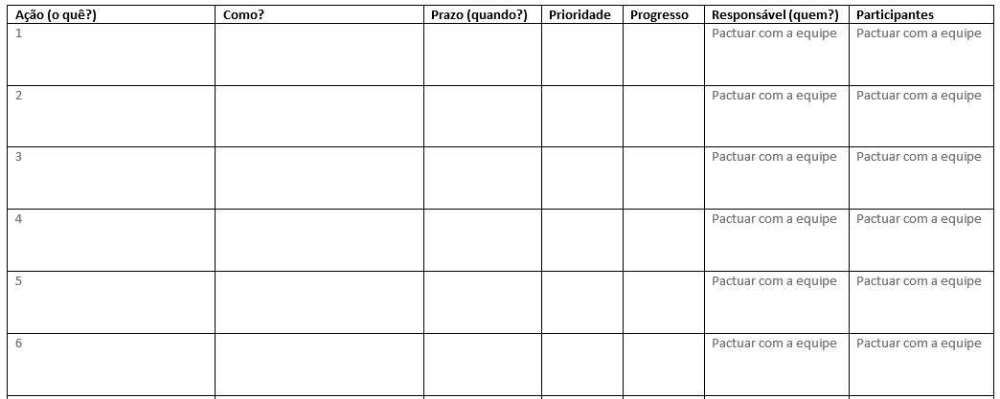 Ação (o quê?) Como? Prazo (quando?) Prioridade Progresso Responsável (quem?) Participantes
1 Pactuar com a equipe Pactuar com a equipe
2 Pactuar com a equipe Pactuar com a equipe
3 Pactuar com a equipe Pactuar com a equipe
4 Pactuar com a equipe Pactuar com a equipe
5 Pactuar com a equipe Pactuar com a equipe
6 Pactuar com a equipe Pactuar com a equipe